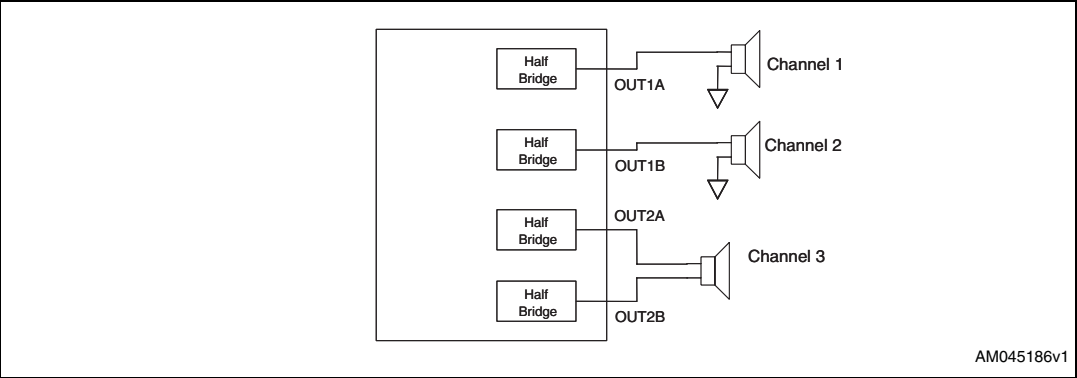 Half
Bridge
OUT1A
Channel 1
Half
Bridge
OUT1B
Channel 2
Half
Bridge
OUT2A
Channel 3
Half
Bridge
OUT2B
AM045186v1